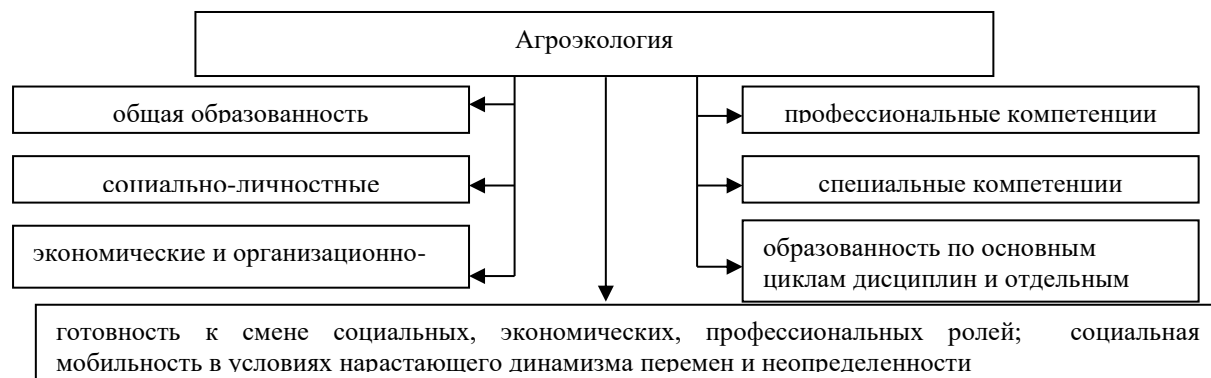 Агроэкология
общая образованность
профессиональные компетенции
социально-личностные
специальные компетенции
экономические и организационно-
образованность по основным
циклам дисциплин и отдельным
готовность к смене социальных, экономических, профессиональных ролей; социальная
мобильность в условиях нарастающего динамизма перемен и неопределенности